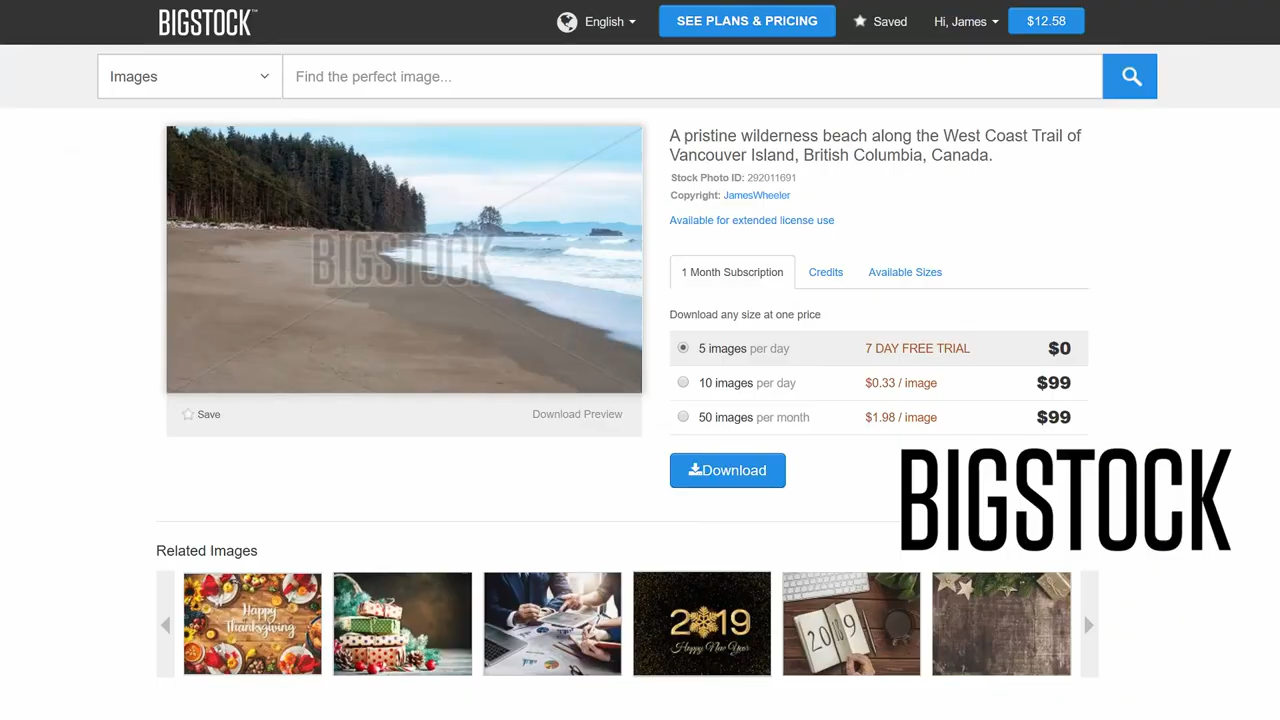 BIGSTOCK™
English
SEE PLANS & PRICING
Saved
Hi, James
$12.58
Images
Find the perfect image...
BIGSTOCK
A pristine wilderness beach along the West Coast Trail of
Vancouver Island, British Columbia, Canada.
Stock Photo ID: 292011691
Copyright: JamesWheeler
Available for extended license use
1 Month Subscription
Credits
Available Sizes
Download any size at one price
5 images per day 7 DAY FREE TRIAL $0
10 images per day $0.33 / image $99
50 images per month $1.98 / image $99
Save
Download Preview
Download
BIGSTOCK
Related Images
Happy
Thanksgiving
2019
Happy New Year
2019